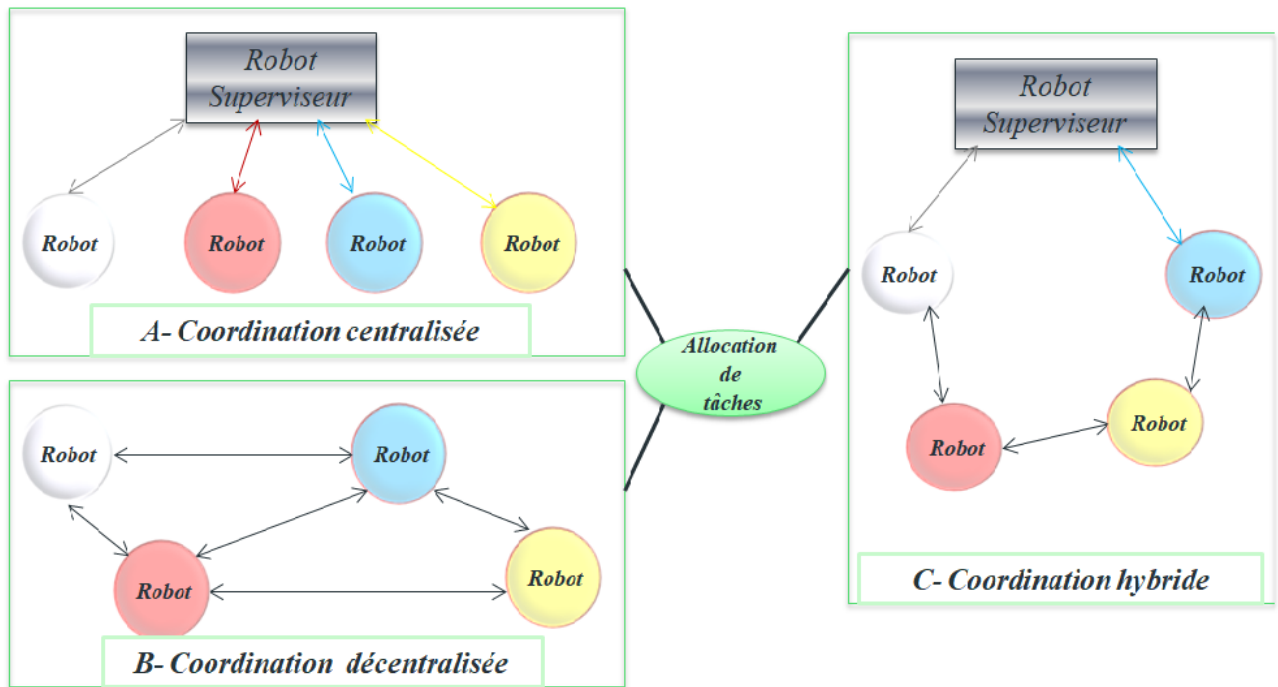 Robot
Superviseur
Robot
Robot
Robot
Robot
A- Coordination centralisée
Robot
Robot
Robot
Robot
B- Coordination décentralisée
Allocation
de
tâches
Robot
Superviseur
Robot
Robot
Robot
Robot
C- Coordination hybride